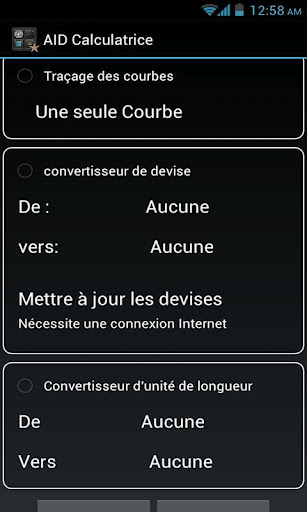 12:58 AM
AID Calculatrice
Traçage des courbes
Une seule Courbe
convertisseur de devise
De : Aucune
vers: Aucune
Mettre à jour les devises
Nécessite une connexion Internet
Convertisseur d'unité de longueur
De Aucune
Vers Aucune